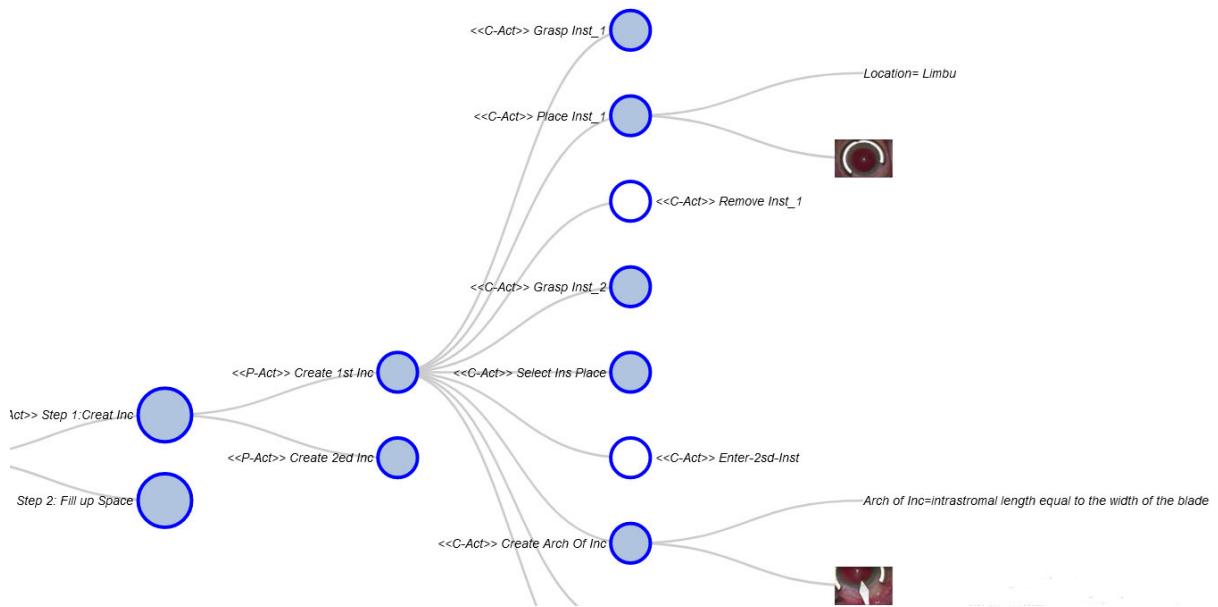 <<C-Act>> Grasp Inst_1
Location= Limbu
<<C-Act>> Place Inst_1
<<C-Act>> Remove Inst_1
<<C-Act>> Grasp Inst_2
<<P-Act>> Create 1st Inc
<<C-Act>> Select Ins Place
Act>> Step 1:Creat Inc
<<P-Act>> Create 2ed Inc
<<C-Act>> Enter-2sd-Inst
Step 2: Fill up Space
Arch of Inc=intrastromal length equal to the width of the blade
<<C-Act>> Create Arch Of Inc